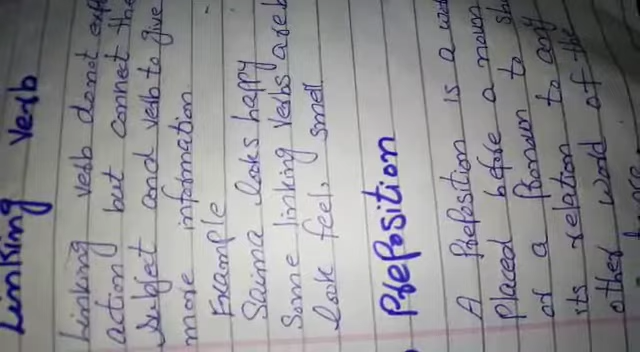 Linking verb
Linking verb donot
action but connect the
Subject and verb to give
more information
Example
Saima looks happy
Some linking verbs are
look feel, smell
Preposition
A Preposition is a
Placed before a noun
or a Pronoun to
its relation to any
other world of the